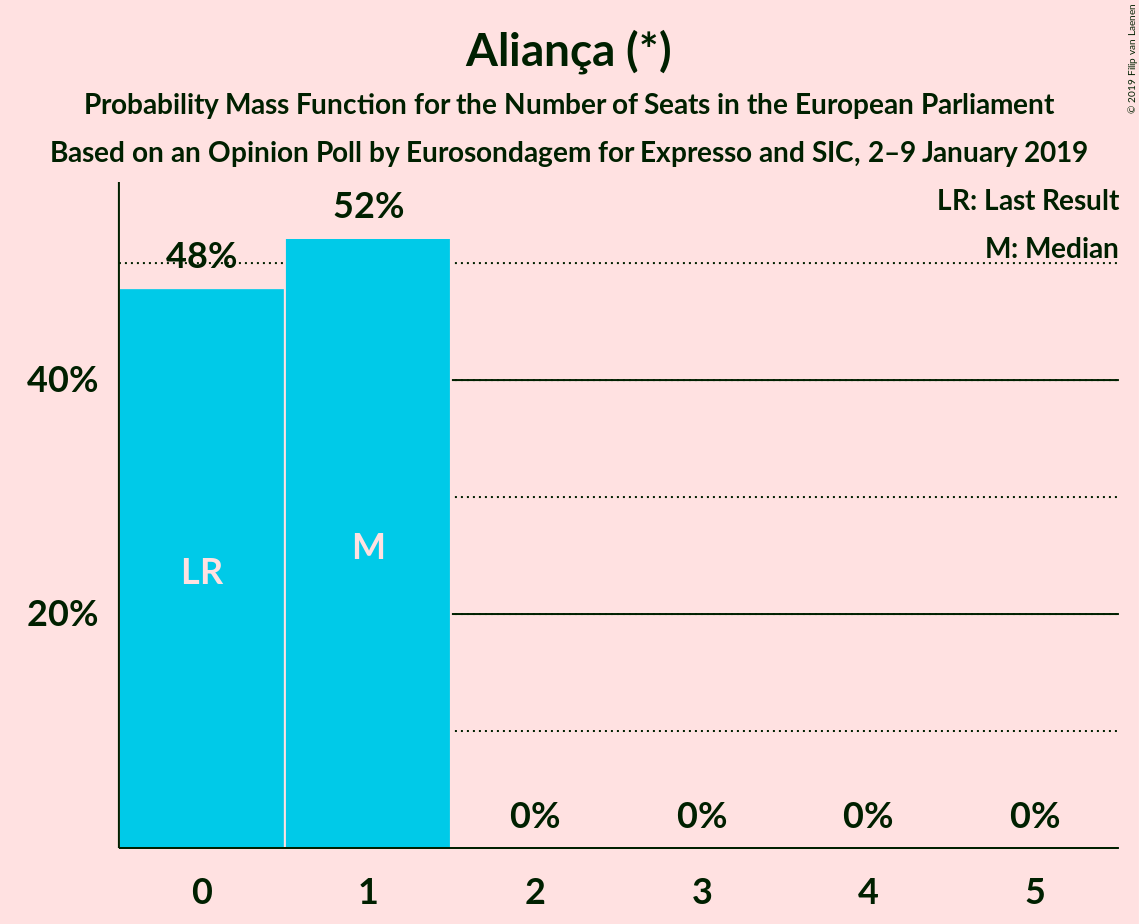 Aliança (*)
Probability Mass Function for the Number of Seats in the European Parliament
Based on an Opinion Poll by Eurosondagem for Expresso and SIC, 2–9 January 2019
© 2019 Filip van Laenen
LR: Last Result
M: Median
52%
48%
40%
20%
LR
M
0%
0%
0%
0%
0
1
2
3
4
5